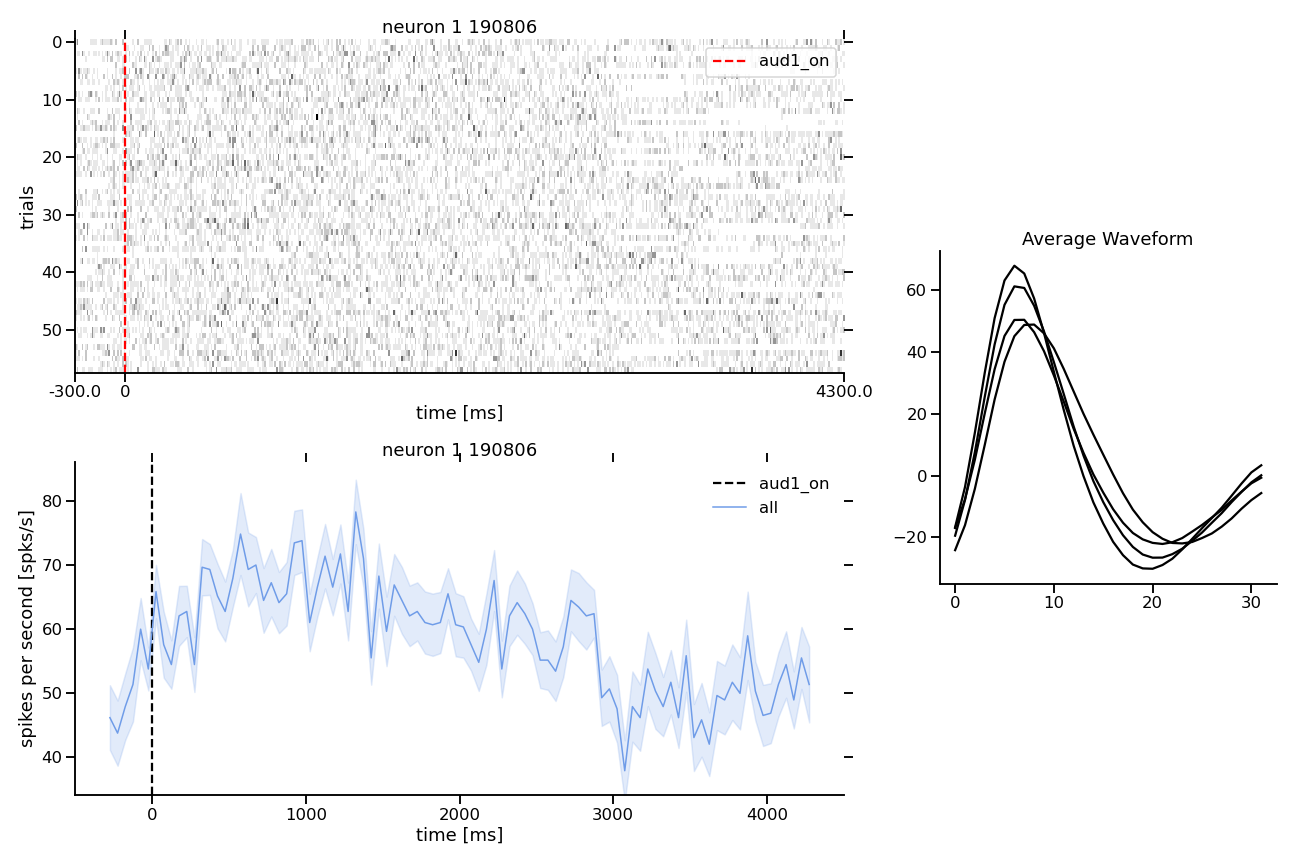 neuron 1 190806
0
10
20
30
40
50
trials
aud1_on
-300.0 0 4300.0
time [ms]
neuron 1 190806
80
70
60
50
40
spikes per second [spks/s]
aud1_on
all
0 1000 2000 3000 4000
time [ms]
Average Waveform
60
40
20
0
−20
0 10 20 30